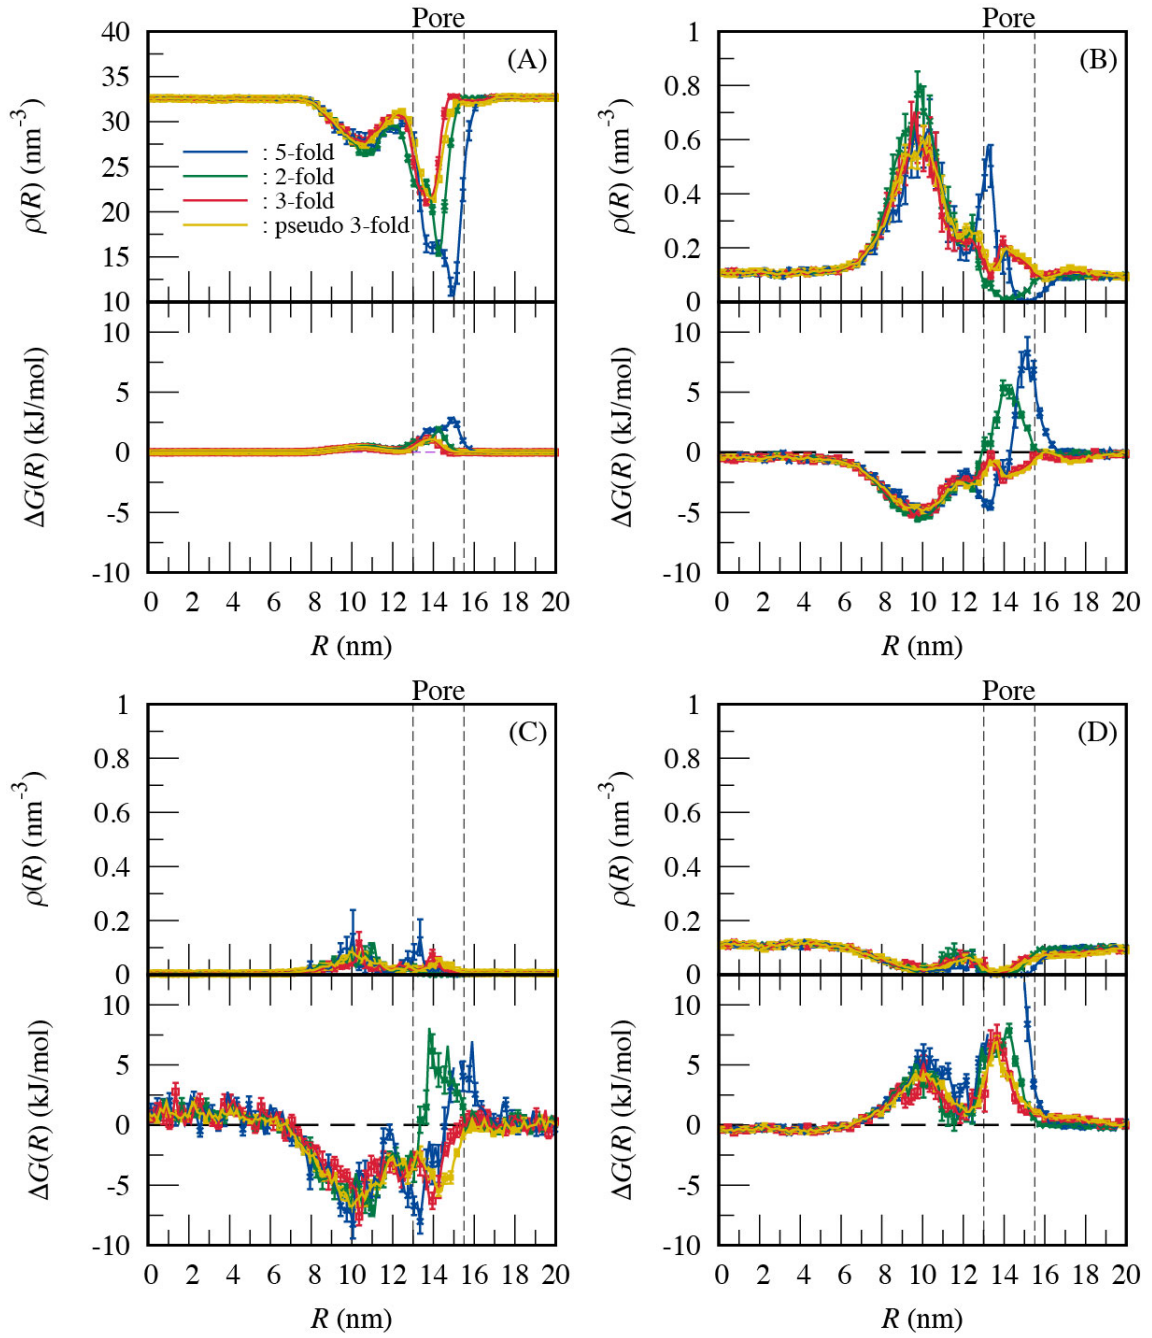 Pore
Pore
(A)
(B)
40
35
30
25
20
15
10
ρ(R) (nm⁻³)
: 5-fold
: 2-fold
: 3-fold
: pseudo 3-fold
1
0.8
0.6
0.4
0.2
0
ρ(R) (nm⁻³)
10
5
0
-5
-10
ΔG(R) (kJ/mol)
10
5
0
-5
-10
ΔG(R) (kJ/mol)
0 2 4 6 8 10 12 14 16 18 20
R (nm)
0 2 4 6 8 10 12 14 16 18 20
R (nm)
Pore
Pore
(C)
(D)
1
0.8
0.6
0.4
0.2
0
ρ(R) (nm⁻³)
1
0.8
0.6
0.4
0.2
0
ρ(R) (nm⁻³)
10
5
0
-5
-10
ΔG(R) (kJ/mol)
10
5
0
-5
-10
ΔG(R) (kJ/mol)
0 2 4 6 8 10 12 14 16 18 20
R (nm)
0 2 4 6 8 10 12 14 16 18 20
R (nm)